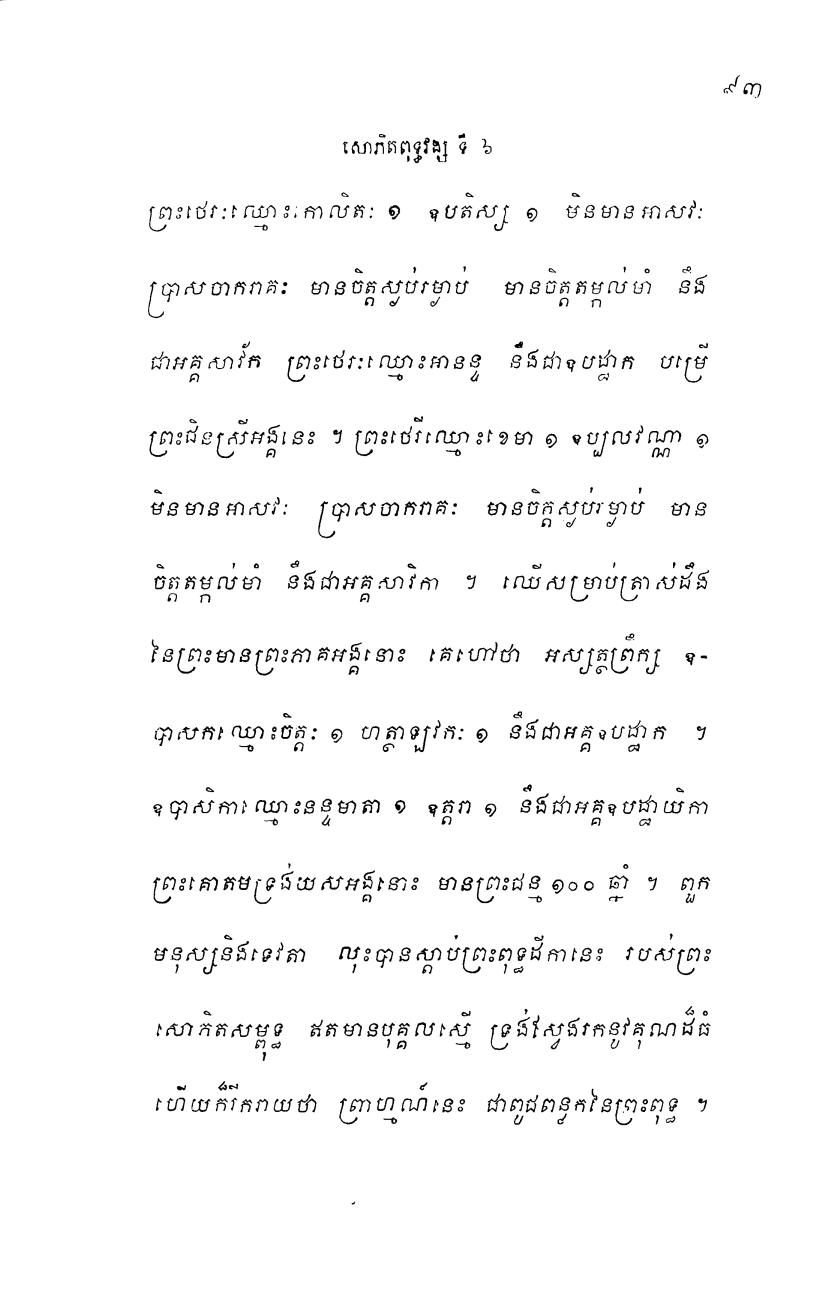 ៩៣
សោភិតពុទ្ធវង្ស ទី ៦
ព្រះថេរៈឈ្មោះកោលិតៈ ១ ឧបតិស្ស ១ មិនមានអាសវៈ
ប្រាសចាករាគៈ មានចិត្តស្ងប់រម្ងាប់ មានចិត្តតម្កល់មាំ នឹង
ជាអគ្គសាវ័ក ព្រះថេរៈឈ្មោះអានន្ទ នឹងជាឧបដ្ឋាក បម្រើ
ព្រះជិនស្រីអង្គនេះ ។ ព្រះថេរីឈ្មោះខេមា ១ ឧប្បលវណ្ណា ១
មិនមានអាសវៈ ប្រាសចាករាគៈ មានចិត្តស្ងប់រម្ងាប់ មាន
ចិត្តតម្កល់មាំ នឹងជាអគ្គសាវិកា ។ ឈើសម្រាប់ត្រាស់ដឹង
នៃព្រះមានព្រះភាគអង្គនោះ គេហៅថា អស្សត្ថព្រឹក្ស ឧ-
បាសកឈ្មោះចិត្តៈ ១ ហត្ថាឡវកៈ ១ នឹងជាអគ្គឧបដ្ឋាក ។
ឧបាសិកាឈ្មោះនន្ទមាតា ១ ឧត្តរា ១ នឹងជាអគ្គឧបដ្ឋាយិកា
ព្រះគោតមទ្រង់យសអង្គនោះ មានព្រះជន្ម ១០០ ឆ្នាំ ។ ពួក
មនុស្សនិងទេវតា លុះបានស្តាប់ព្រះពុទ្ធដីកានេះ របស់ព្រះ
សោភិតសម្ពុទ្ធ ឥតមានបុគ្គលស្មើ ទ្រង់ស្វែងរកនូវគុណដ៏ធំ
ហើយក៏រីករាយថា ព្រាហ្មណ៍នេះ ជាពូជពន្លកនៃព្រះពុទ្ធ ។